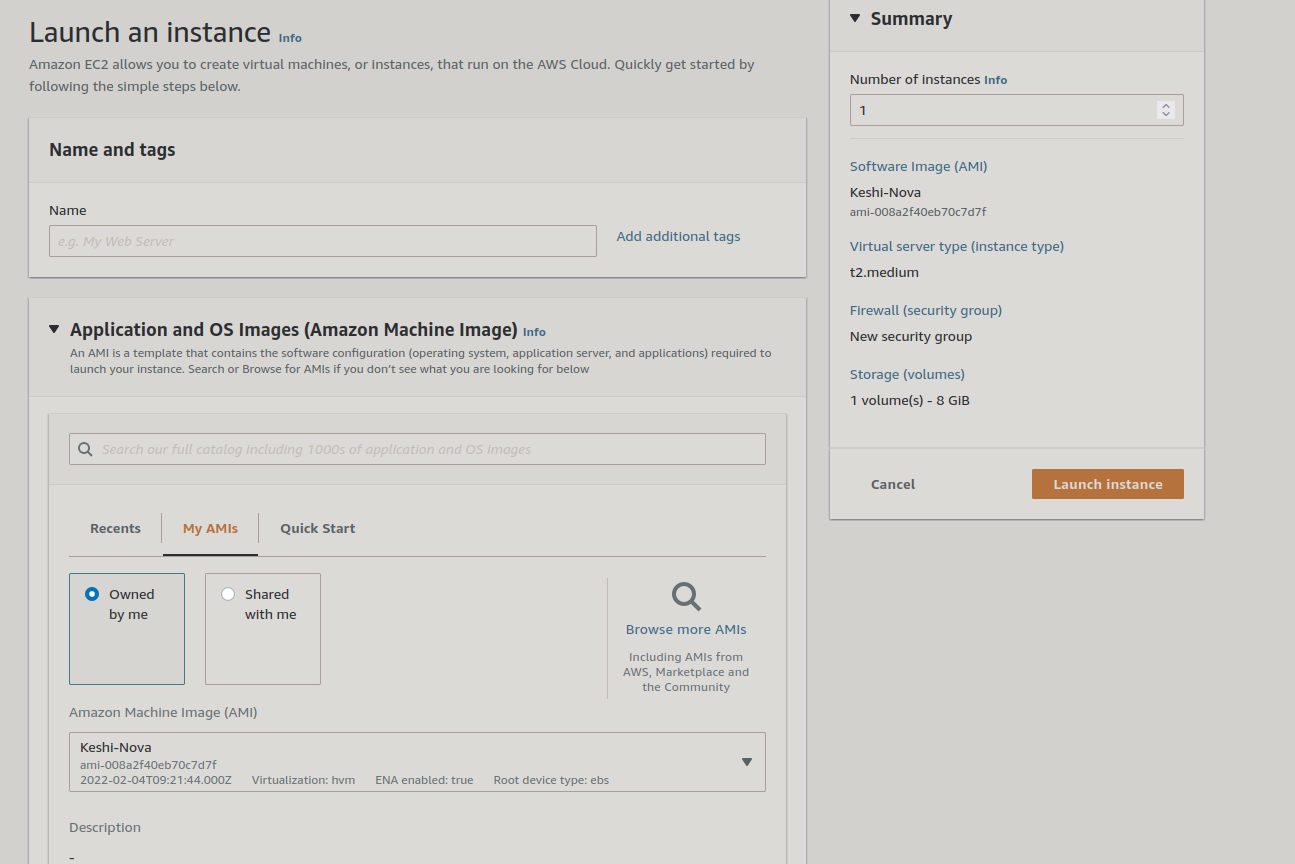 Launch an instance Info
Amazon EC2 allows you to create virtual machines, or instances, that run on the AWS Cloud. Quickly get started by
following the simple steps below.
Name and tags
Name
e.g. My Web Server
Add additional tags
Application and OS Images (Amazon Machine Image) Info
An AMI is a template that contains the software configuration (operating system, application server, and applications) required to
launch your instance. Search or Browse for AMIs if you don't see what you are looking for below
Search our full catalog including 1000s of application and OS images
Recents
My AMIs
Quick Start
Owned
by me
Shared
with me
Browse more AMIs
Including AMIs from
AWS, Marketplace and
the Community
Amazon Machine Image (AMI)
Keshi-Nova
ami-008a2f40eb70c7d7f
2022-02-04T09:21:44.000Z Virtualization: hvm ENA enabled: true Root device type: ebs
Description
-
Summary
Number of instances Info
1
Software Image (AMI)
Keshi-Nova
ami-008a2f40eb70c7d7f
Virtual server type (instance type)
t2.medium
Firewall (security group)
New security group
Storage (volumes)
1 volume(s) - 8 GiB
Cancel
Launch instance